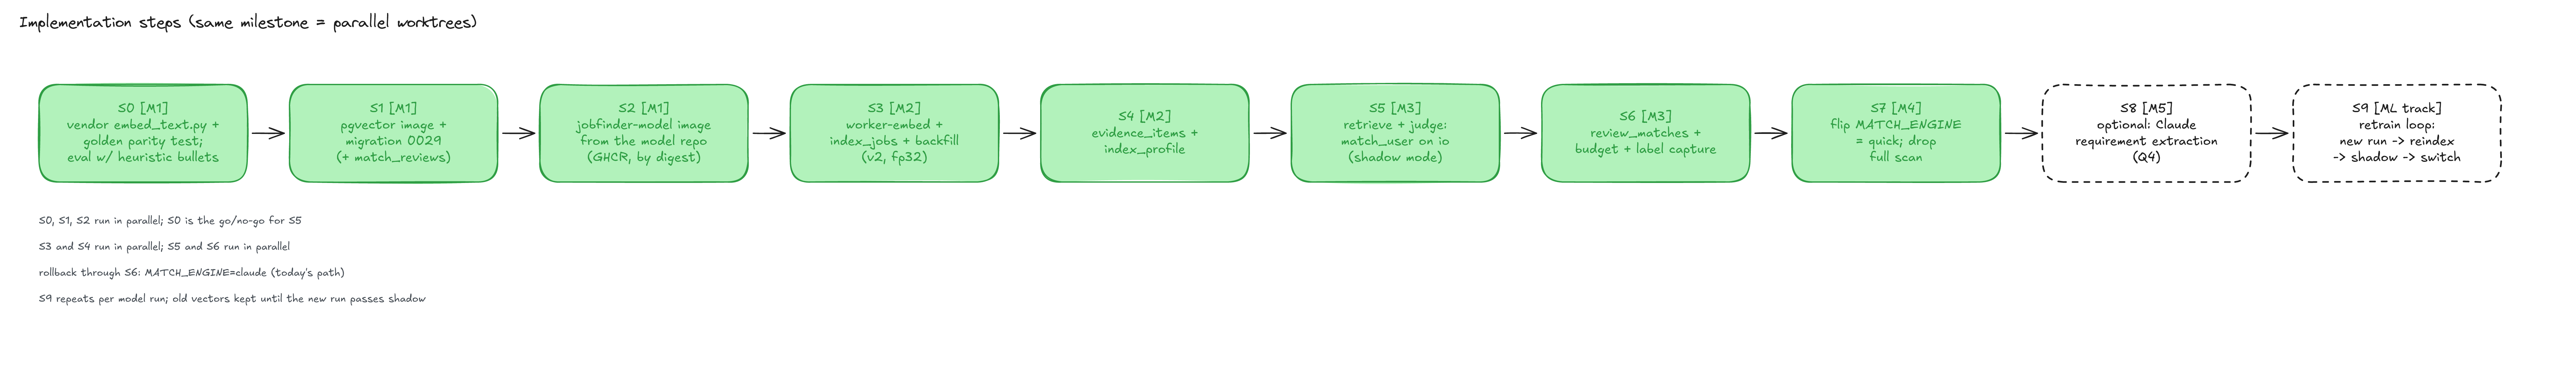 Implementation steps (same milestone = parallel worktrees)
S0 [M1]
vendor embed_text.py +
golden parity test;
eval w/ heuristic bullets
S1 [M1]
pgvector image +
migration 0029
(+ match_reviews)
S2 [M1]
jobfinder-model image
from the model repo
(GHCR, by digest)
S3 [M2]
worker-embed +
index_jobs + backfill
(v2, fp32)
S4 [M2]
evidence_items +
index_profile
S5 [M3]
retrieve + judge:
match_user on io
(shadow mode)
S6 [M3]
review_matches +
budget + label capture
S7 [M4]
flip MATCH_ENGINE
= quick; drop
full scan
S8 [M5]
optional: Claude
requirement extraction
(Q4)
S9 [ML track]
retrain loop:
new run -> reindex
-> shadow -> switch
S0, S1, S2 run in parallel; S0 is the go/no-go for S5
S3 and S4 run in parallel; S5 and S6 run in parallel
rollback through S6: MATCH_ENGINE=claude (today's path)
S9 repeats per model run; old vectors kept until the new run passes shadow